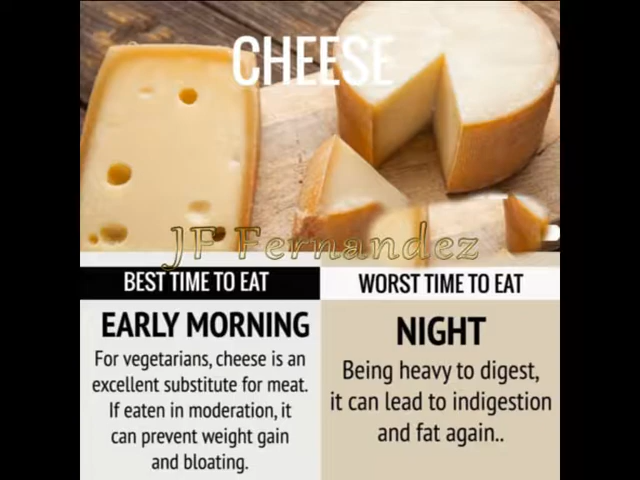 CHEESE
JF Fernandez
BEST TIME TO EAT
WORST TIME TO EAT
EARLY MORNING
For vegetarians, cheese is an
excellent substitute for meat.
If eaten in moderation, it
can prevent weight gain
and bloating.
NIGHT
Being heavy to digest,
it can lead to indigestion
and fat again..